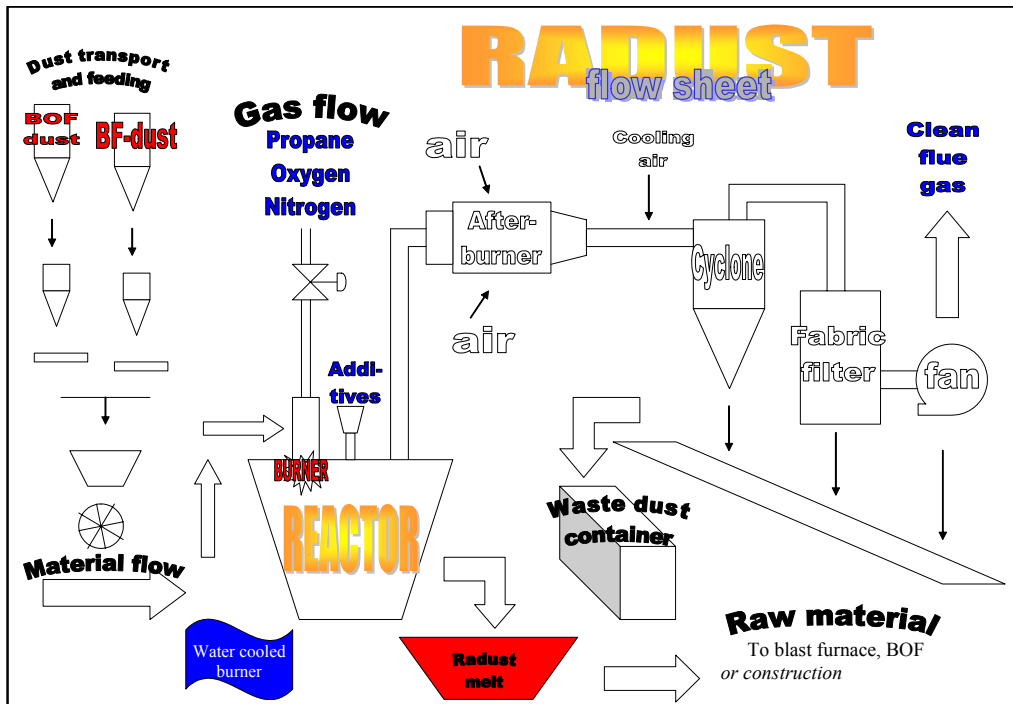 RADUST
flow sheet
Dust transport
and feeding
BOF
dust
BF-dust
Gas flow
Propane
Oxygen
Nitrogen
air
After-
burner
air
Cooling
air
Cyclone
Clean
flue
gas
Fabric
filter
fan
Addi-
tives
BURNER
REACTOR
Material flow
Water cooled
burner
Radust
melt
Waste dust
container
Raw material
To blast furnace, BOF
or construction